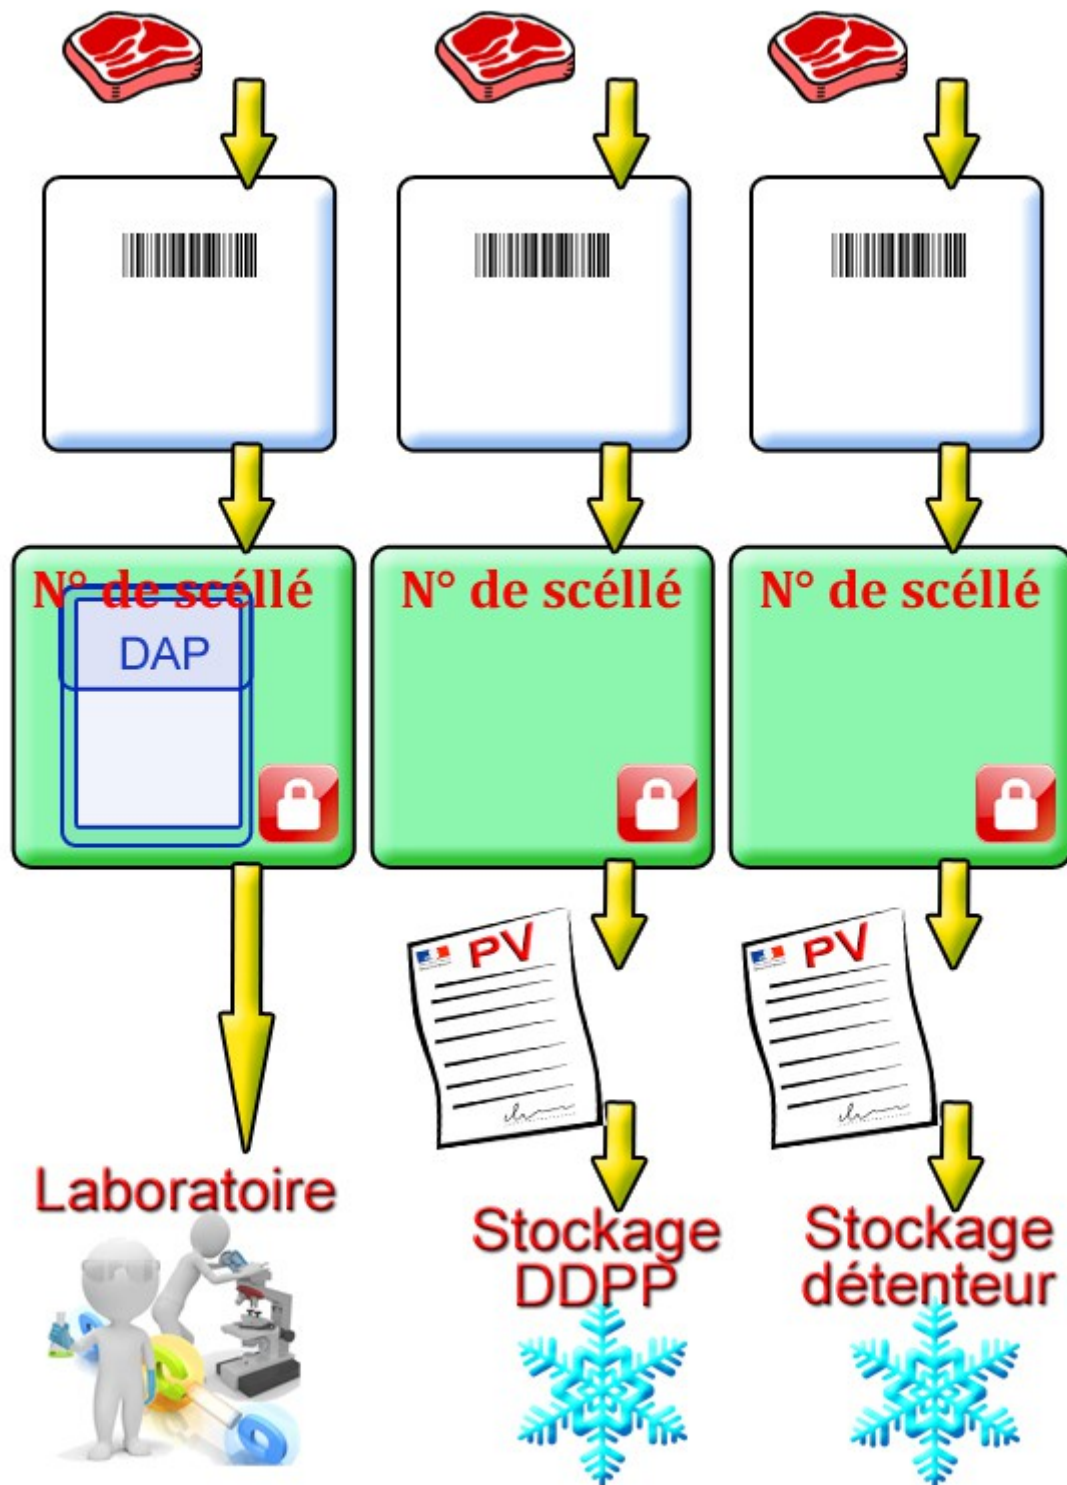 N° de scéllé
N° de scéllé
N° de scéllé
DAP
PV
PV
Laboratoire
Stockage
DDPP
Stockage
détenteur